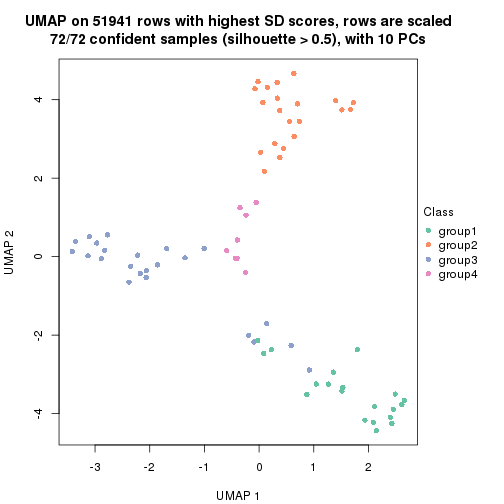 UMAP on 51941 rows with highest SD scores, rows are scaled
72/72 confident samples (silhouette > 0.5), with 10 PCs
UMAP 2
4
2
0
-2
-4
-3
-2
-1
0
1
2
UMAP 1
Class
group1
group2
group3
group4